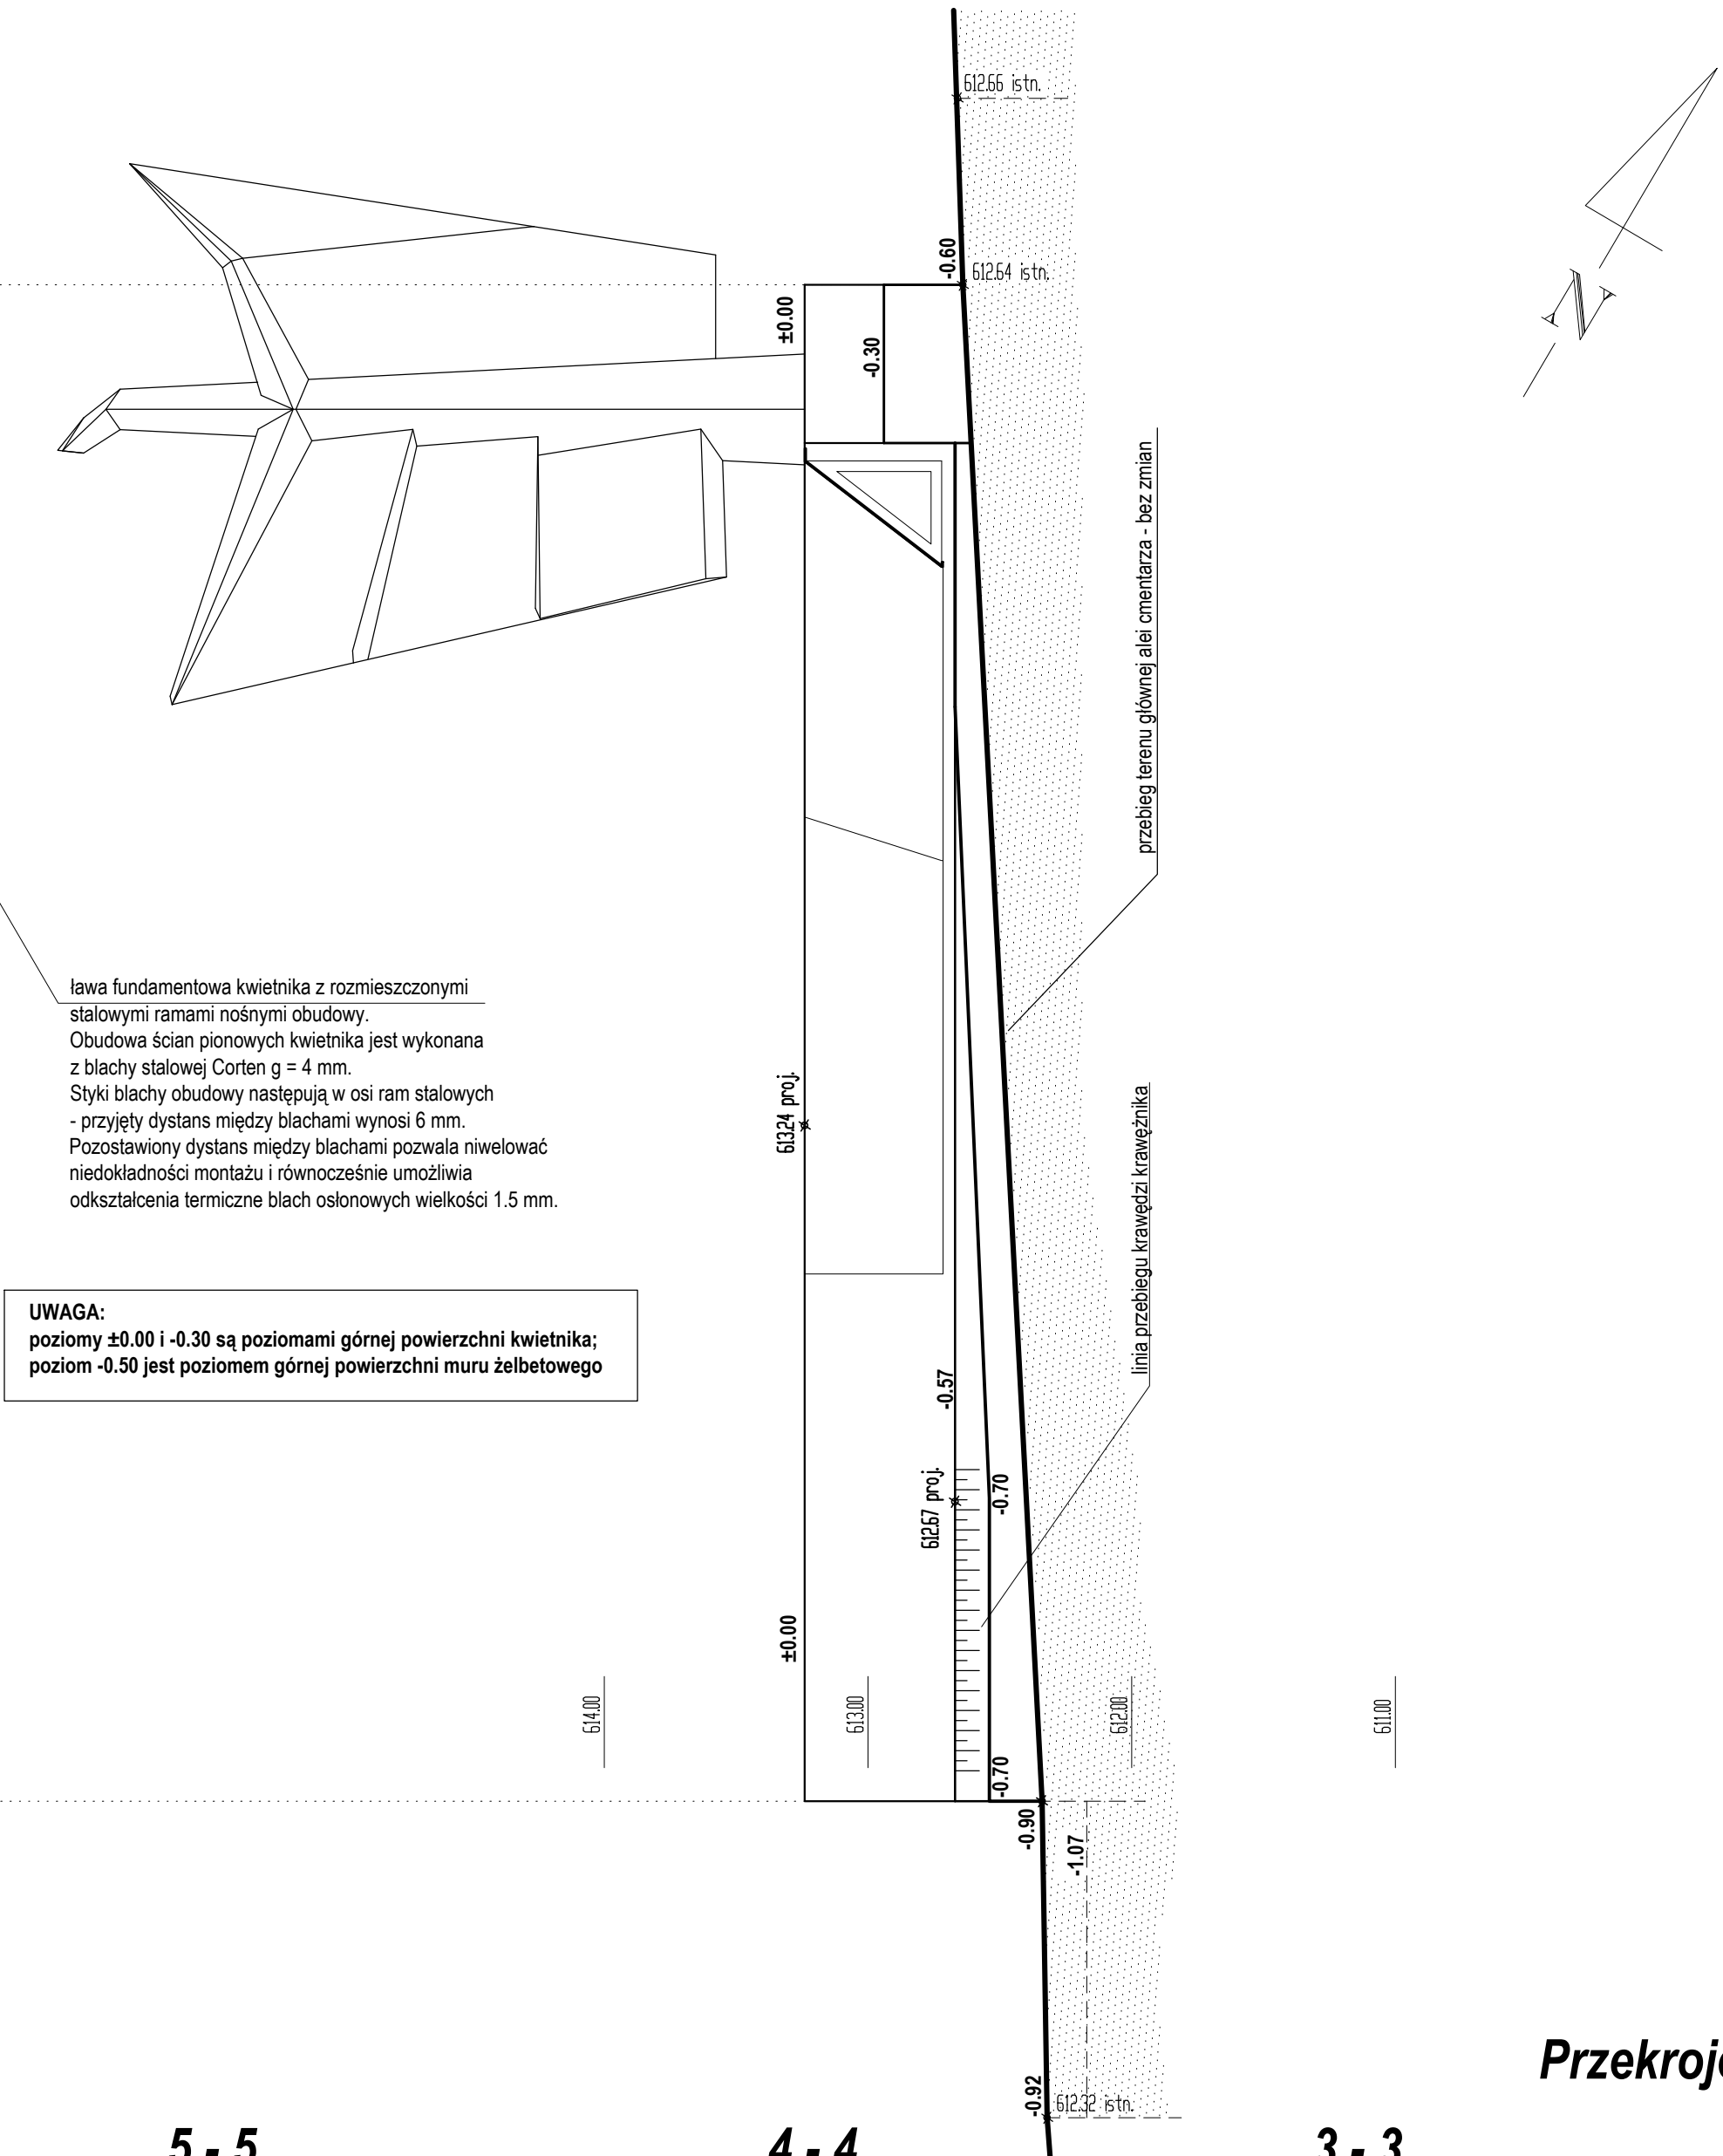 612.66 istn.
-0.60
612.64 istn.
±0.00
-0.30
N
przebieg terenu głównej alei cmentarza - bez zmian
ława fundamentowa kwietnika z rozmieszczonymi
stalowymi ramami nośnymi obudowy.
Obudowa ścian pionowych kwietnika jest wykonana
z blachy stalowej Corten g = 4 mm.
Styki blachy obudowy następują w osi ram stalowych
- przyjęty dystans między blachami wynosi 6 mm.
Pozostawiony dystans między blachami pozwala niwelować
niedokładności montażu i równocześnie umożliwia
odkształcenia termiczne blach osłonowych wielkości 1.5 mm.
613.24 proj.
linia przebiegu krawędzi krawężnika
UWAGA:
poziomy ±0.00 i -0.30 są poziomami górnej powierzchni kwietnika;
poziom -0.50 jest poziomem górnej powierzchni muru żelbetowego
-0.57
612.67 proj.
-0.70
±0.00
614.00
613.00
612.00
611.00
-0.70
-0.90
-1.07
-0.92
612.32 istn.
Przekroje
5 - 5
4 - 4
3 - 3